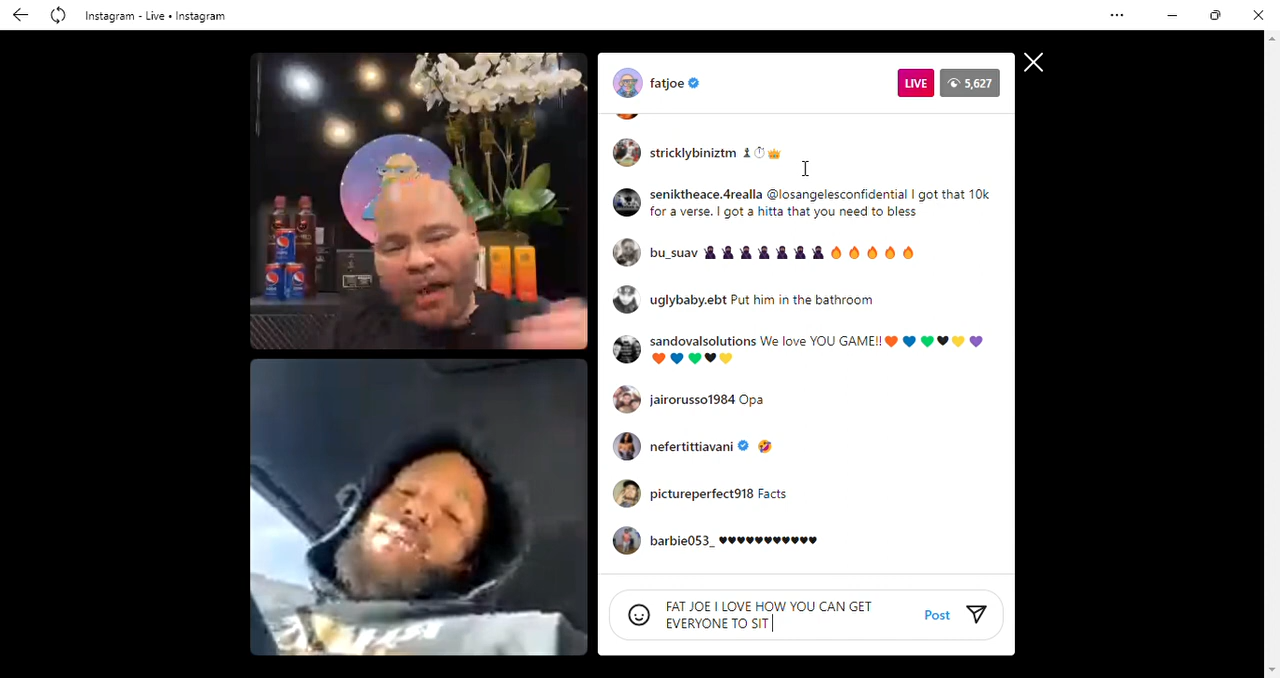 Instagram - Live • Instagram
fatjoe
LIVE
5,627
stricklybiniztm
seniktheace.4realla @losangelesconfidential I got that 10k
for a verse. I got a hitta that you need to bless
bu_suav 🥷🥷🥷🥷🥷🥷🥷🔥🔥🔥🔥🔥
uglybaby.ebt Put him in the bathroom
sandovalsolutions We love YOU GAME!!🧡💙💚🖤💛💜
🧡💙💚🖤💛
jairorusso1984 Opa
nefertittiavani 🤣
pictureperfect918 Facts
barbie053_ ♥♥♥♥♥♥♥♥♥♥♥
FAT JOE I LOVE HOW YOU CAN GET
EVERYONE TO SIT
Post